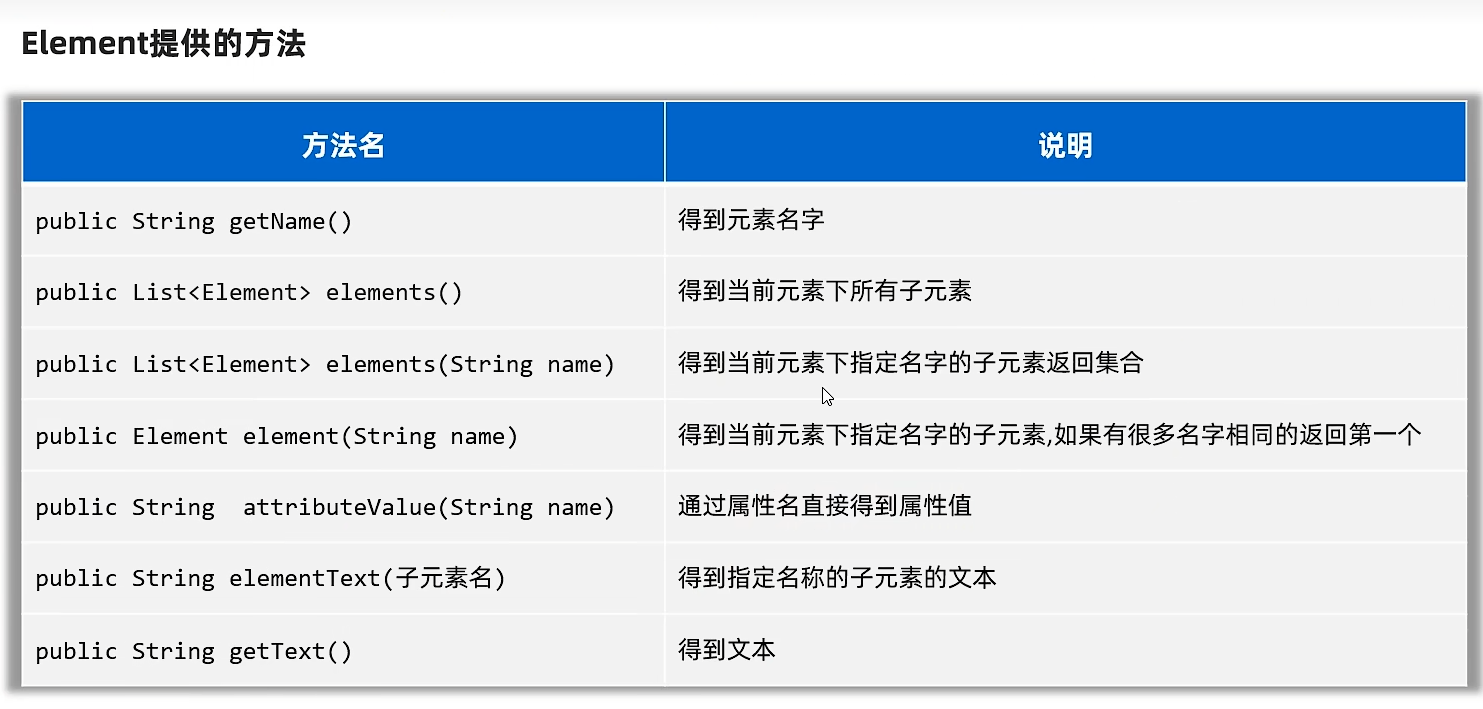 Element提供的方法
方法名 说明
public String getName() 得到元素名字
public List<Element> elements() 得到当前元素下所有子元素
public List<Element> elements(String name) 得到当前元素下指定名字的子元素返回集合
public Element element(String name) 得到当前元素下指定名字的子元素,如果有很多名字相同的返回第一个
public String  attributeValue(String name) 通过属性名直接得到属性值
public String elementText(子元素名) 得到指定名称的子元素的文本
public String getText() 得到文本